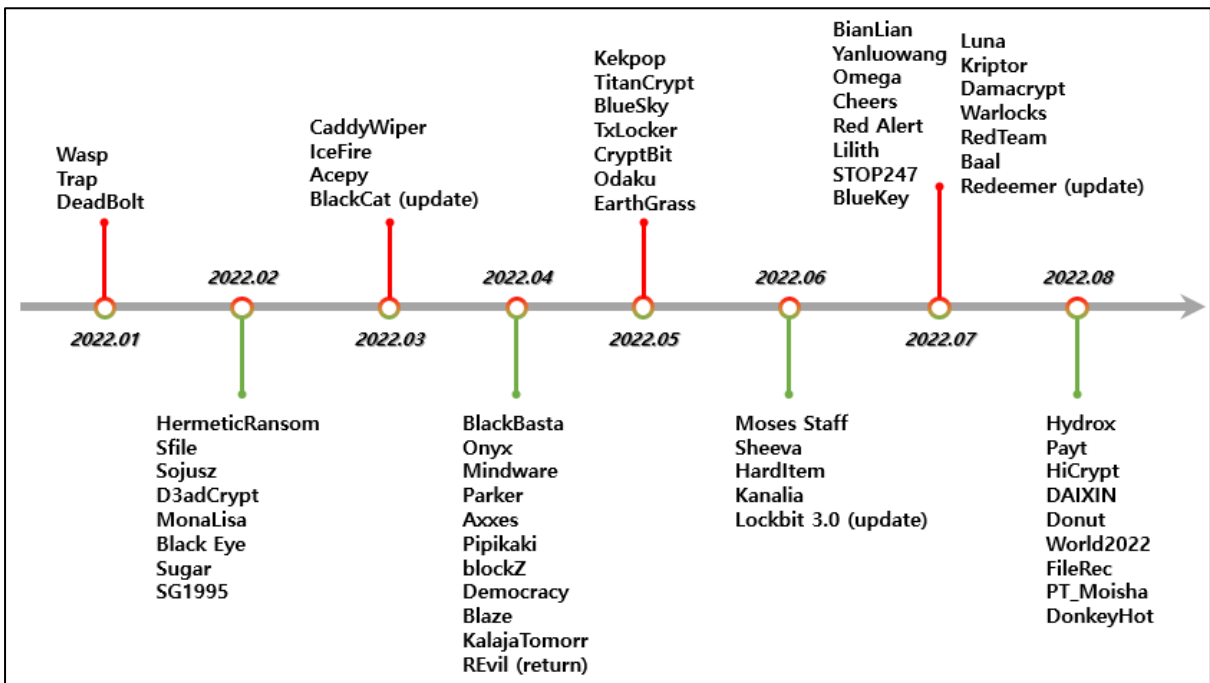 Wasp
Trap
DeadBolt
2022.01
2022.02
HermeticRansom
Sfile
Sojusz
D3adCrypt
MonaLisa
Black Eye
Sugar
SG1995
CaddyWiper
IceFire
Acepy
BlackCat (update)
2022.03
2022.04
BlackBasta
Onyx
Mindware
Parker
Axxes
Pipikaki
blockZ
Democracy
Blaze
KalajaTomorr
REvil (return)
Kekpop
TitanCrypt
BlueSky
TxLocker
CryptBit
Odaku
EarthGrass
2022.05
2022.06
Moses Staff
Sheeva
HardItem
Kanalia
Lockbit 3.0 (update)
BianLian
Yanluowang
Omega
Cheers
Red Alert
Lilith
STOP247
BlueKey
Luna
Kriptor
Damacrypt
Warlocks
RedTeam
Baal
Redeemer (update)
2022.07
2022.08
Hydrox
Payt
HiCrypt
DAIXIN
Donut
World2022
FileRec
PT_Moisha
DonkeyHot